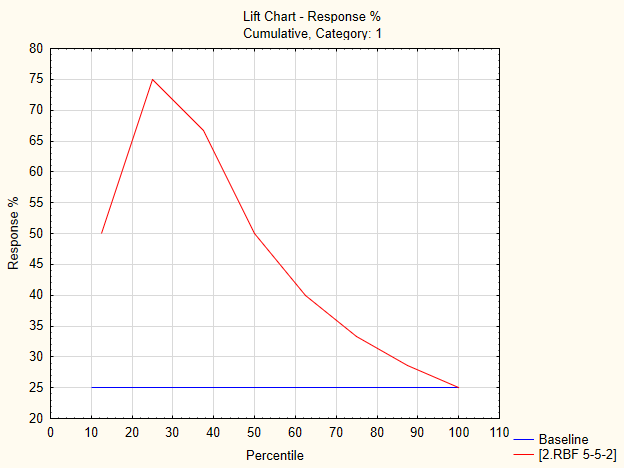 Lift Chart - Response %
Cumulative, Category: 1
80
75
70
65
60
55
50
45
40
35
30
25
20
Response %
0 10 20 30 40 50 60 70 80 90 100 110
Percentile
Baseline
[2.RBF 5-5-2]